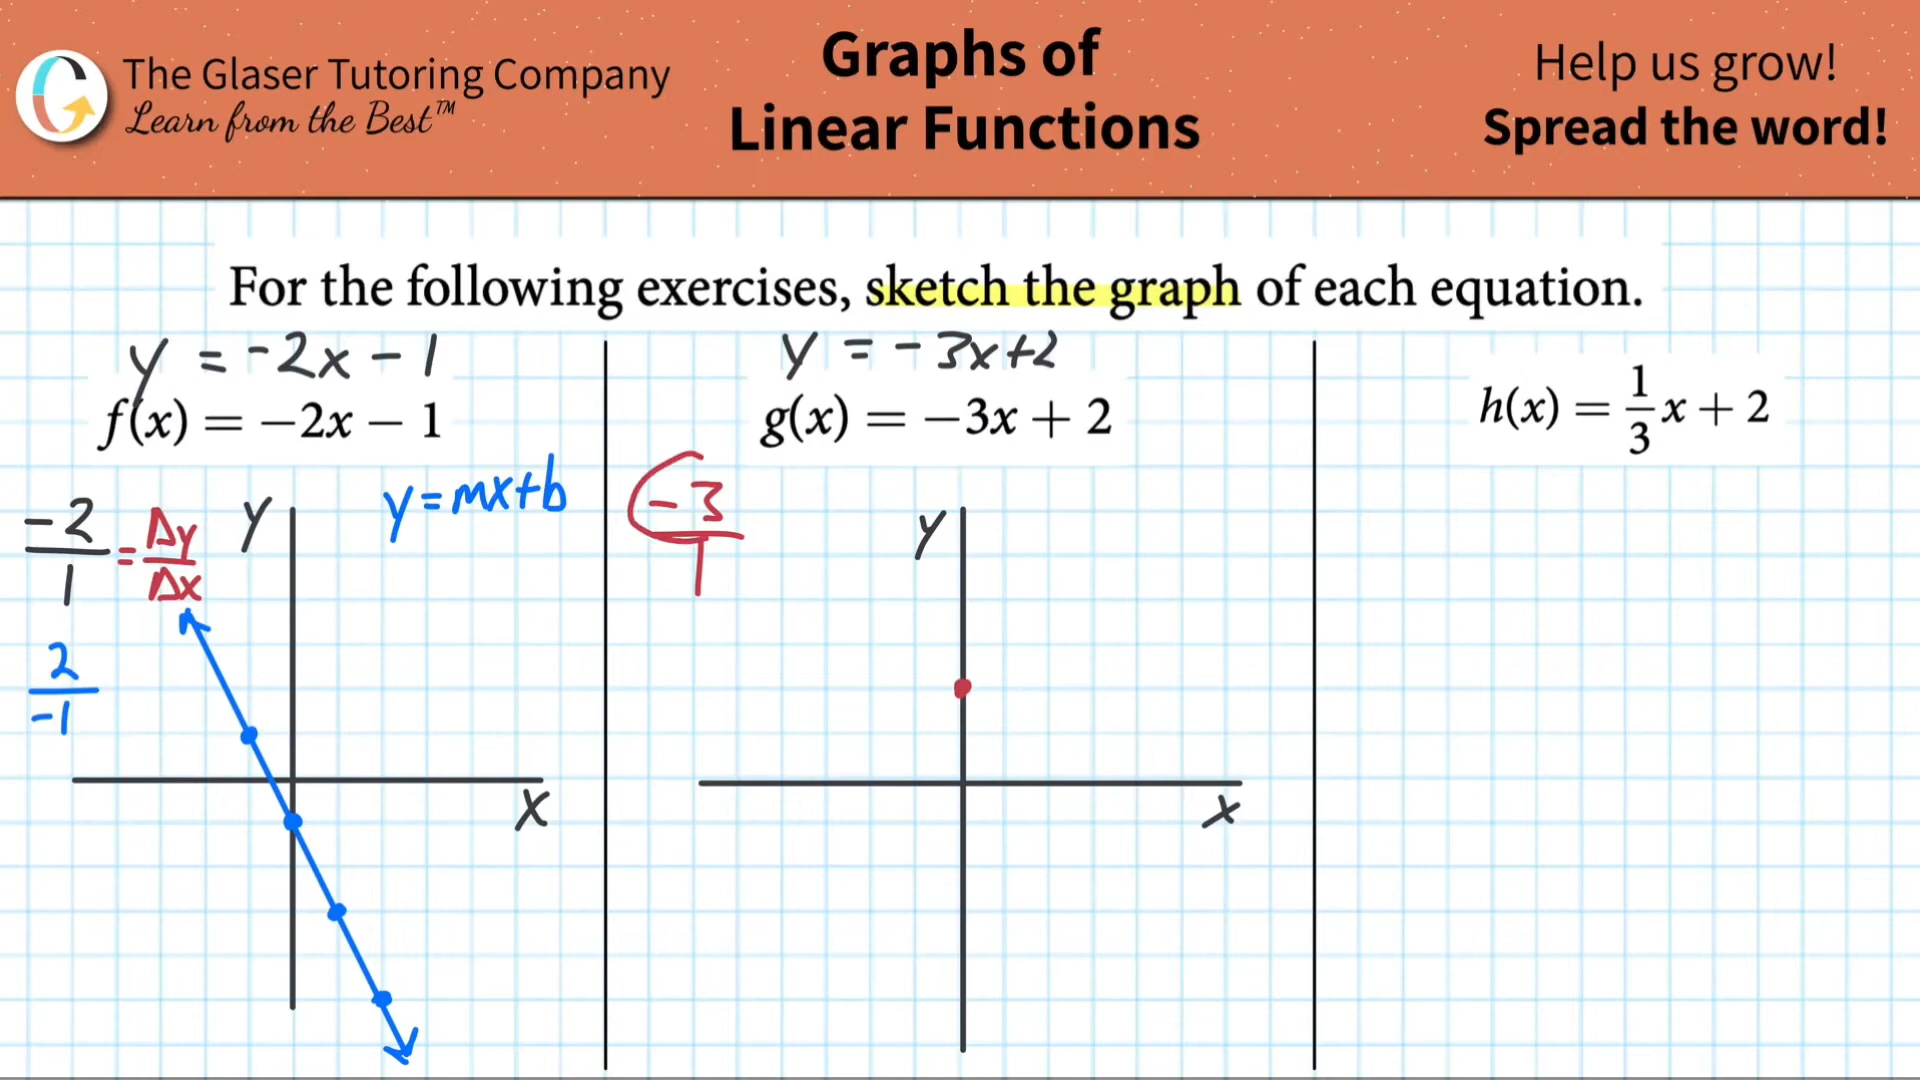 The Glaser Tutoring Company
Learn from the Best™
Graphs of
Linear Functions
Help us grow!
Spread the word!
For the following exercises, sketch the graph of each equation.
y = -2x - 1
f(x) = −2x − 1
y = mx+b
-2/1 = Δy/Δx
2/-1
y
x
y = -3x+2
g(x) = −3x + 2
-3/1
y
x
h(x) = 1/3 x + 2